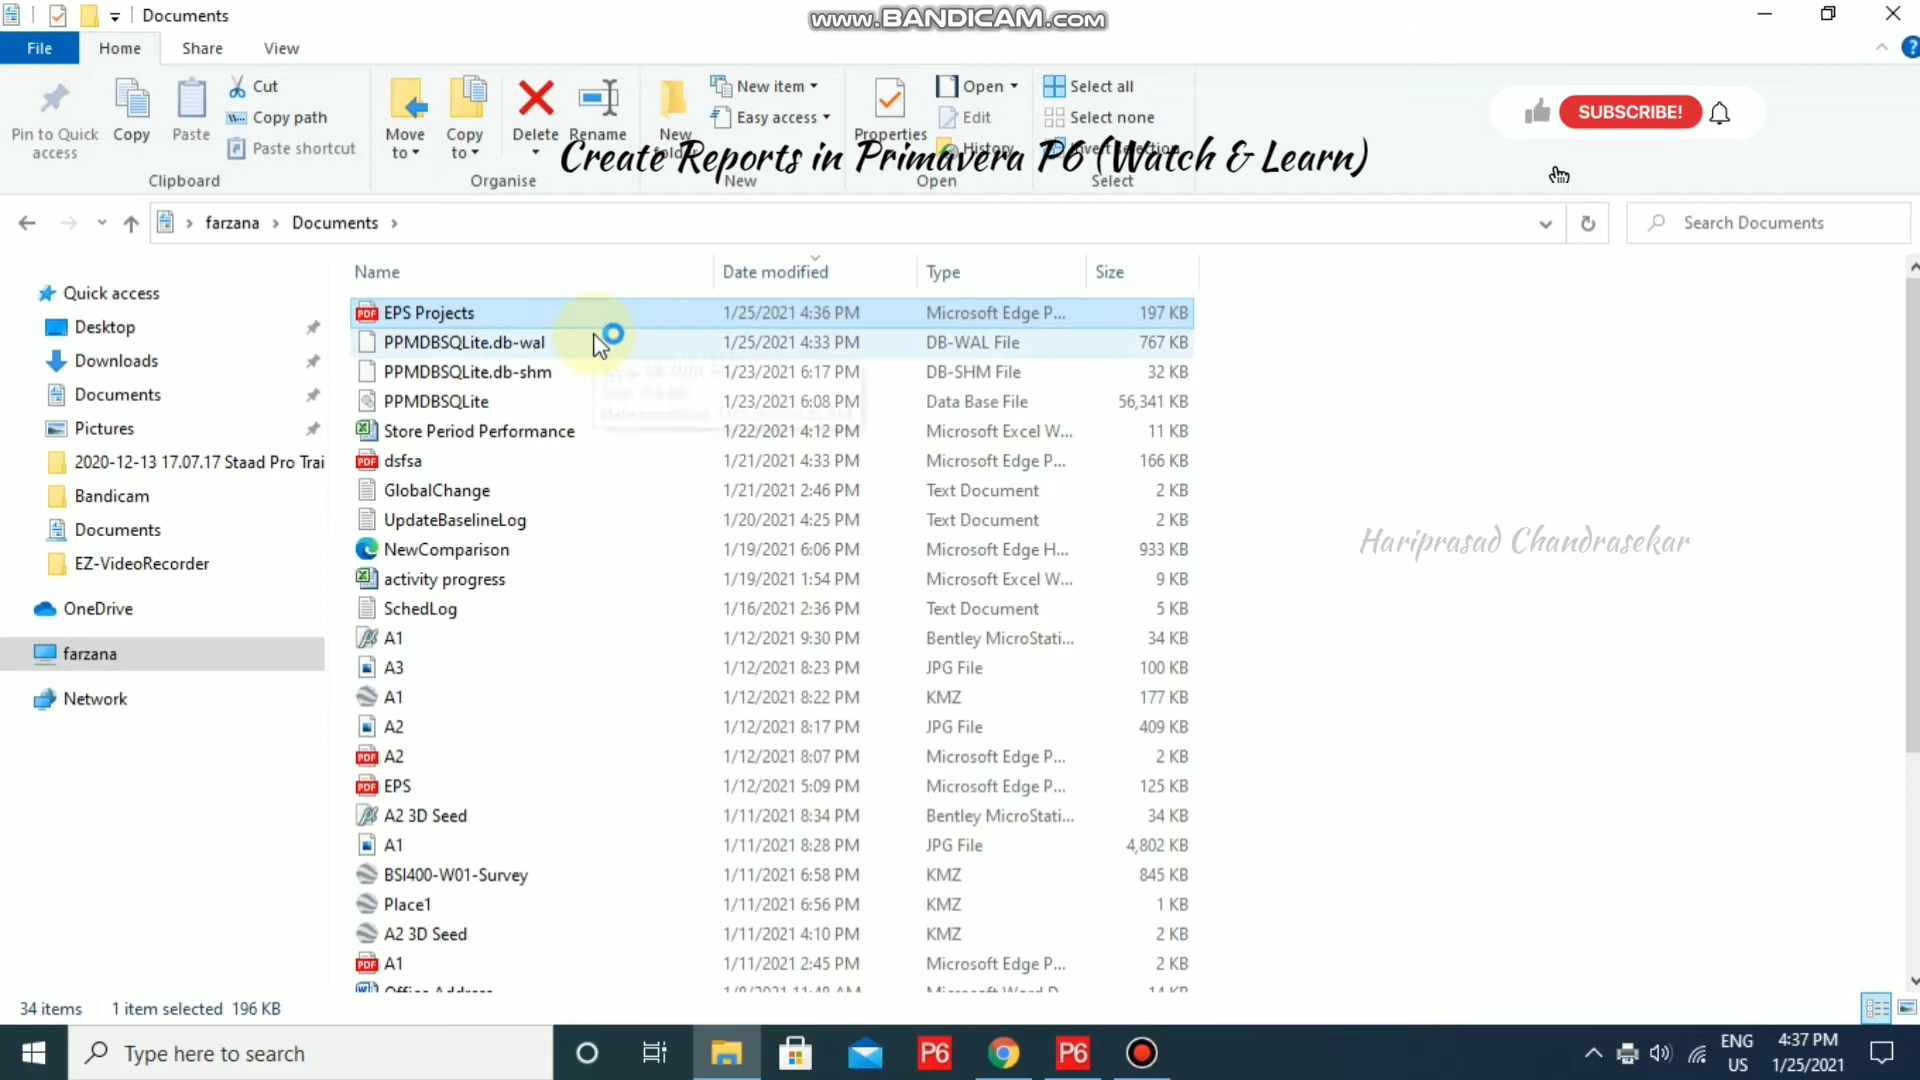 Documents
www.BANDICAM.com
File Home Share View
Pin to Quick access
Copy
Paste
Cut
Copy path
Paste shortcut
Clipboard
Move to
Copy to
Delete
Rename
Organise
New folder
New item
Easy access
New
Properties
Open
Edit
History
Open
Select all
Select none
Invert selection
Select
Create Reports in Primavera P6 (Watch & Learn)
SUBSCRIBE!
farzana Documents
Search Documents
Quick access
Desktop
Downloads
Documents
Pictures
2020-12-13 17.07.17 Staad Pro Trai
Bandicam
Documents
EZ-VideoRecorder
OneDrive
farzana
Network
Name Date modified Type Size
EPS Projects 1/25/2021 4:36 PM Microsoft Edge P... 197 KB
PPMDBSQLite.db-wal 1/25/2021 4:33 PM DB-WAL File 767 KB
PPMDBSQLite.db-shm 1/23/2021 6:17 PM DB-SHM File 32 KB
PPMDBSQLite 1/23/2021 6:08 PM Data Base File 56,341 KB
Store Period Performance 1/22/2021 4:12 PM Microsoft Excel W... 11 KB
dsfsa 1/21/2021 4:33 PM Microsoft Edge P... 166 KB
GlobalChange 1/21/2021 2:46 PM Text Document 2 KB
UpdateBaselineLog 1/20/2021 4:25 PM Text Document 2 KB
NewComparison 1/19/2021 6:06 PM Microsoft Edge H... 933 KB
activity progress 1/19/2021 1:54 PM Microsoft Excel W... 9 KB
SchedLog 1/16/2021 2:36 PM Text Document 5 KB
A1 1/12/2021 9:30 PM Bentley MicroStati... 34 KB
A3 1/12/2021 8:23 PM JPG File 100 KB
A1 1/12/2021 8:22 PM KMZ 177 KB
A2 1/12/2021 8:17 PM JPG File 409 KB
A2 1/12/2021 8:07 PM Microsoft Edge P... 2 KB
EPS 1/12/2021 5:09 PM Microsoft Edge P... 125 KB
A2 3D Seed 1/11/2021 8:34 PM Bentley MicroStati... 34 KB
A1 1/11/2021 8:28 PM JPG File 4,802 KB
BSI400-W01-Survey 1/11/2021 6:58 PM KMZ 845 KB
Place1 1/11/2021 6:56 PM KMZ 1 KB
A2 3D Seed 1/11/2021 4:10 PM KMZ 2 KB
A1 1/11/2021 2:45 PM Microsoft Edge P... 2 KB
Office Address 1/8/2021 11:48 AM Microsoft Word D... 14 KB
Hariprasad Chandrasekar
34 items 1 item selected 196 KB
Type here to search
P6
P6
ENG
US
4:37 PM
1/25/2021